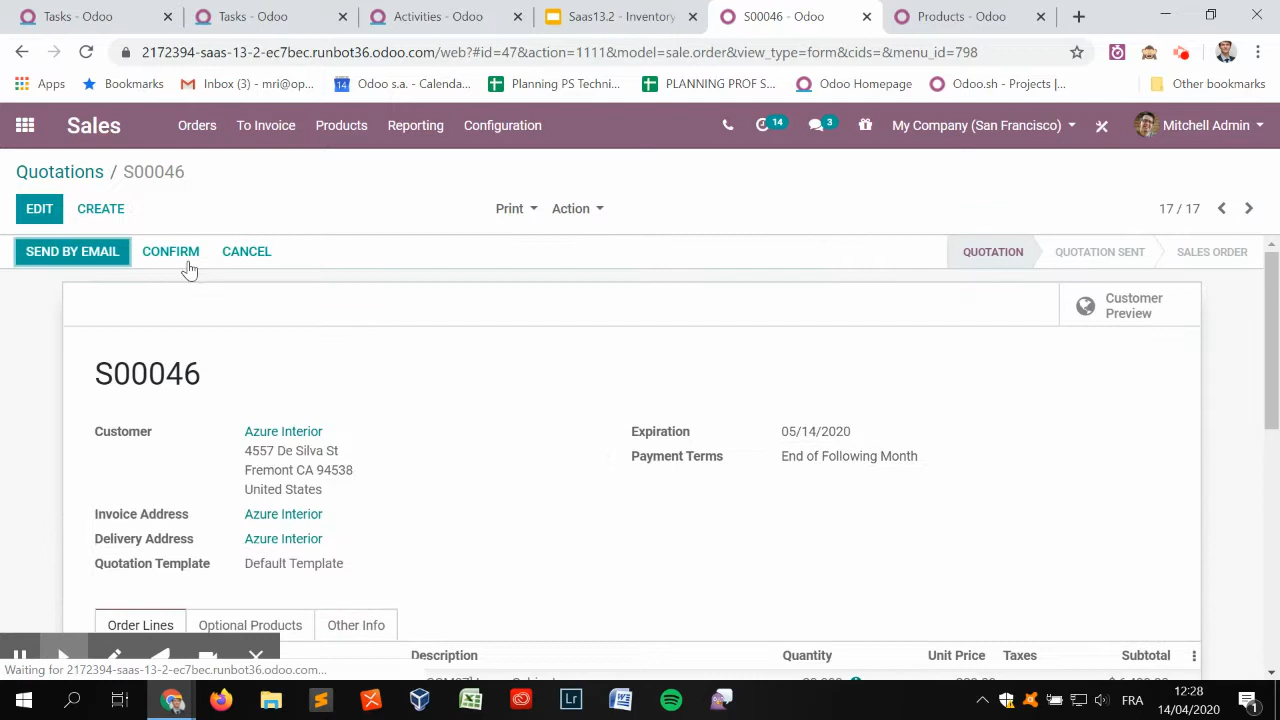 Tasks - Odoo
Tasks - Odoo
Activities - Odoo
Saas13.2 - Inventory
S00046 - Odoo
Products - Odoo
2172394-saas-13-2-ec7bec.runbot36.odoo.com/web?#id=47&action=1111&model=sale.order&view_type=form&cids=&menu_id=798
Apps
Bookmarks
Inbox (3) - mri@op...
14
Odoo s.a. - Calenda...
Planning PS Techni...
PLANNING PROF S...
Odoo Homepage
Odoo.sh - Projects |...
Other bookmarks
Sales
Orders
To Invoice
Products
Reporting
Configuration
14
3
My Company (San Francisco)
Mitchell Admin
Quotations / S00046
EDIT
CREATE
Print
Action
17 / 17
SEND BY EMAIL
CONFIRM
CANCEL
QUOTATION
QUOTATION SENT
SALES ORDER
Customer
Preview
S00046
Customer
Azure Interior
4557 De Silva St
Fremont CA 94538
United States
Expiration
05/14/2020
Payment Terms
End of Following Month
Invoice Address
Azure Interior
Delivery Address
Azure Interior
Quotation Template
Default Template
Order Lines
Optional Products
Other Info
Description
Quantity
Unit Price
Taxes
Subtotal
Waiting for 2172394-saas-13-2-ec7bec.runbot36.odoo.com...
Lr
FRA
12:28
14/04/2020
1